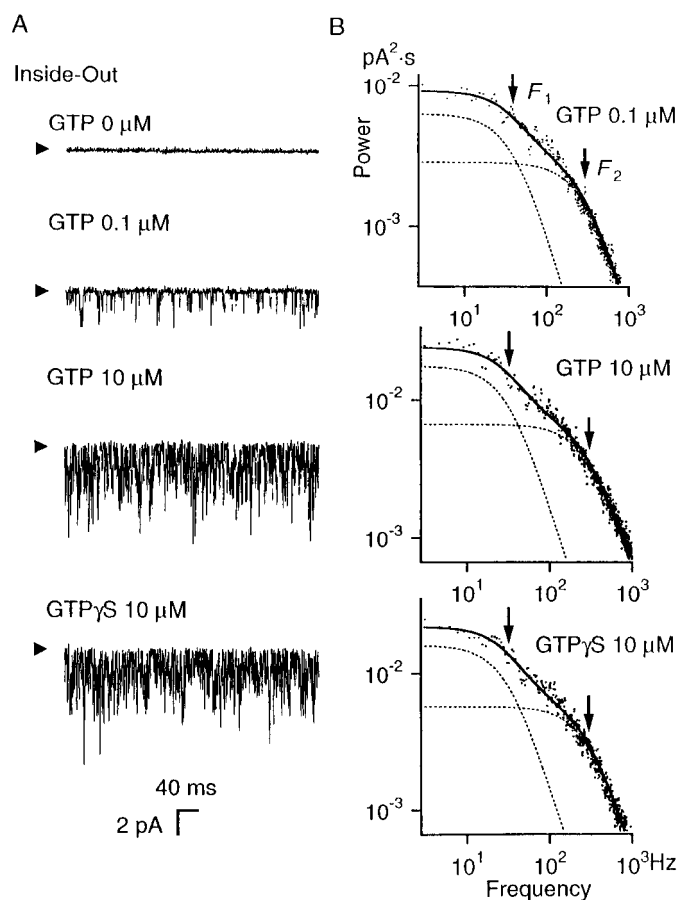 A
Inside-Out
GTP 0 μM
GTP 0.1 μM
GTP 10 μM
GTPγS 10 μM
40 ms
2 pA
B
pA²·s
10⁻²
10⁻³
Power
F₁
GTP 0.1 μM
F₂
10¹ 10² 10³
GTP 10 μM
10⁻²
10⁻³
10¹ 10² 10³
GTPγS 10 μM
10⁻²
10⁻³
10¹ 10² 10³Hz
Frequency